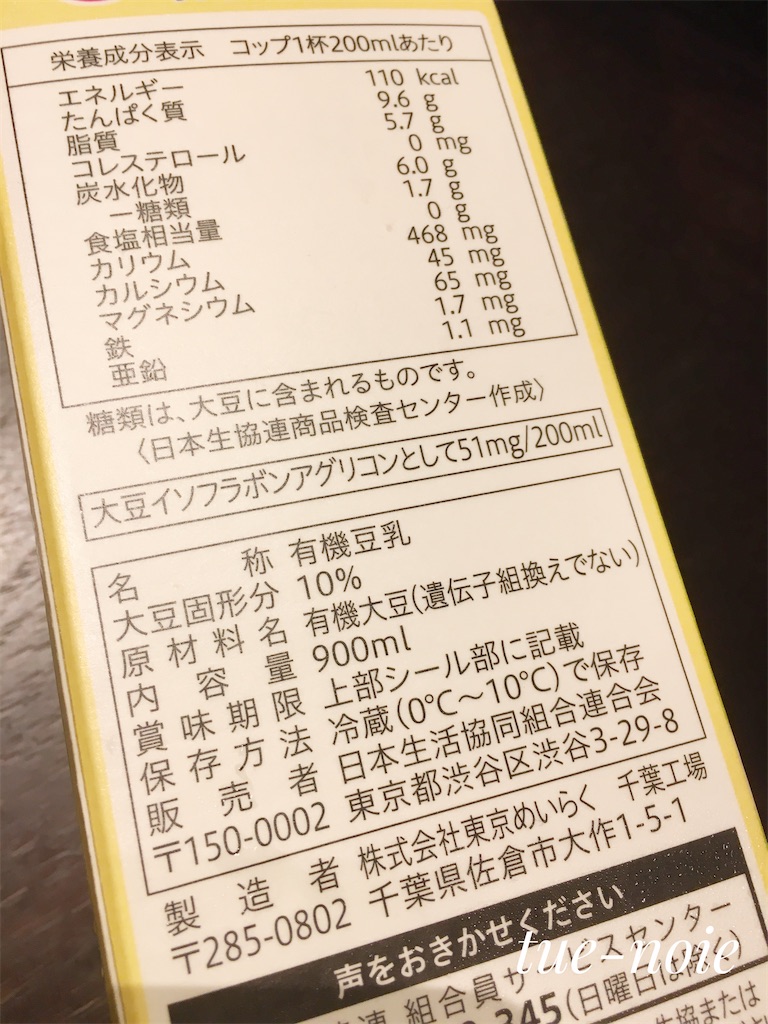 栄養成分表示 コップ1杯200mlあたり
エネルギー 110 kcal
たんぱく質 9.6 g
脂質 5.7 g
コレステロール 0 mg
炭水化物 6.0 g
－糖類 1.7 g
食塩相当量 0 g
カリウム 468 mg
カルシウム 45 mg
マグネシウム 65 mg
鉄 1.7 mg
亜鉛 1.1 mg
糖類は、大豆に含まれるものです。
〈日本生協連商品検査センター作成〉
大豆イソフラボンアグリコンとして51mg/200ml
名称 有機豆乳
大豆固形分 10%
原材料名 有機大豆(遺伝子組換えでない)
内容量 900ml
賞味期限 上部シール部に記載
保存方法 冷蔵(0℃～10℃)で保存
販売者 日本生活協同組合連合会
〒150-0002 東京都渋谷区渋谷3-29-8
製造者 株式会社東京めいらく 千葉工場
〒285-0802 千葉県佐倉市大作1-5-1
声をおきかせください
組合員サービスセンター
345(日曜日は除く)
生協または
tue-noie